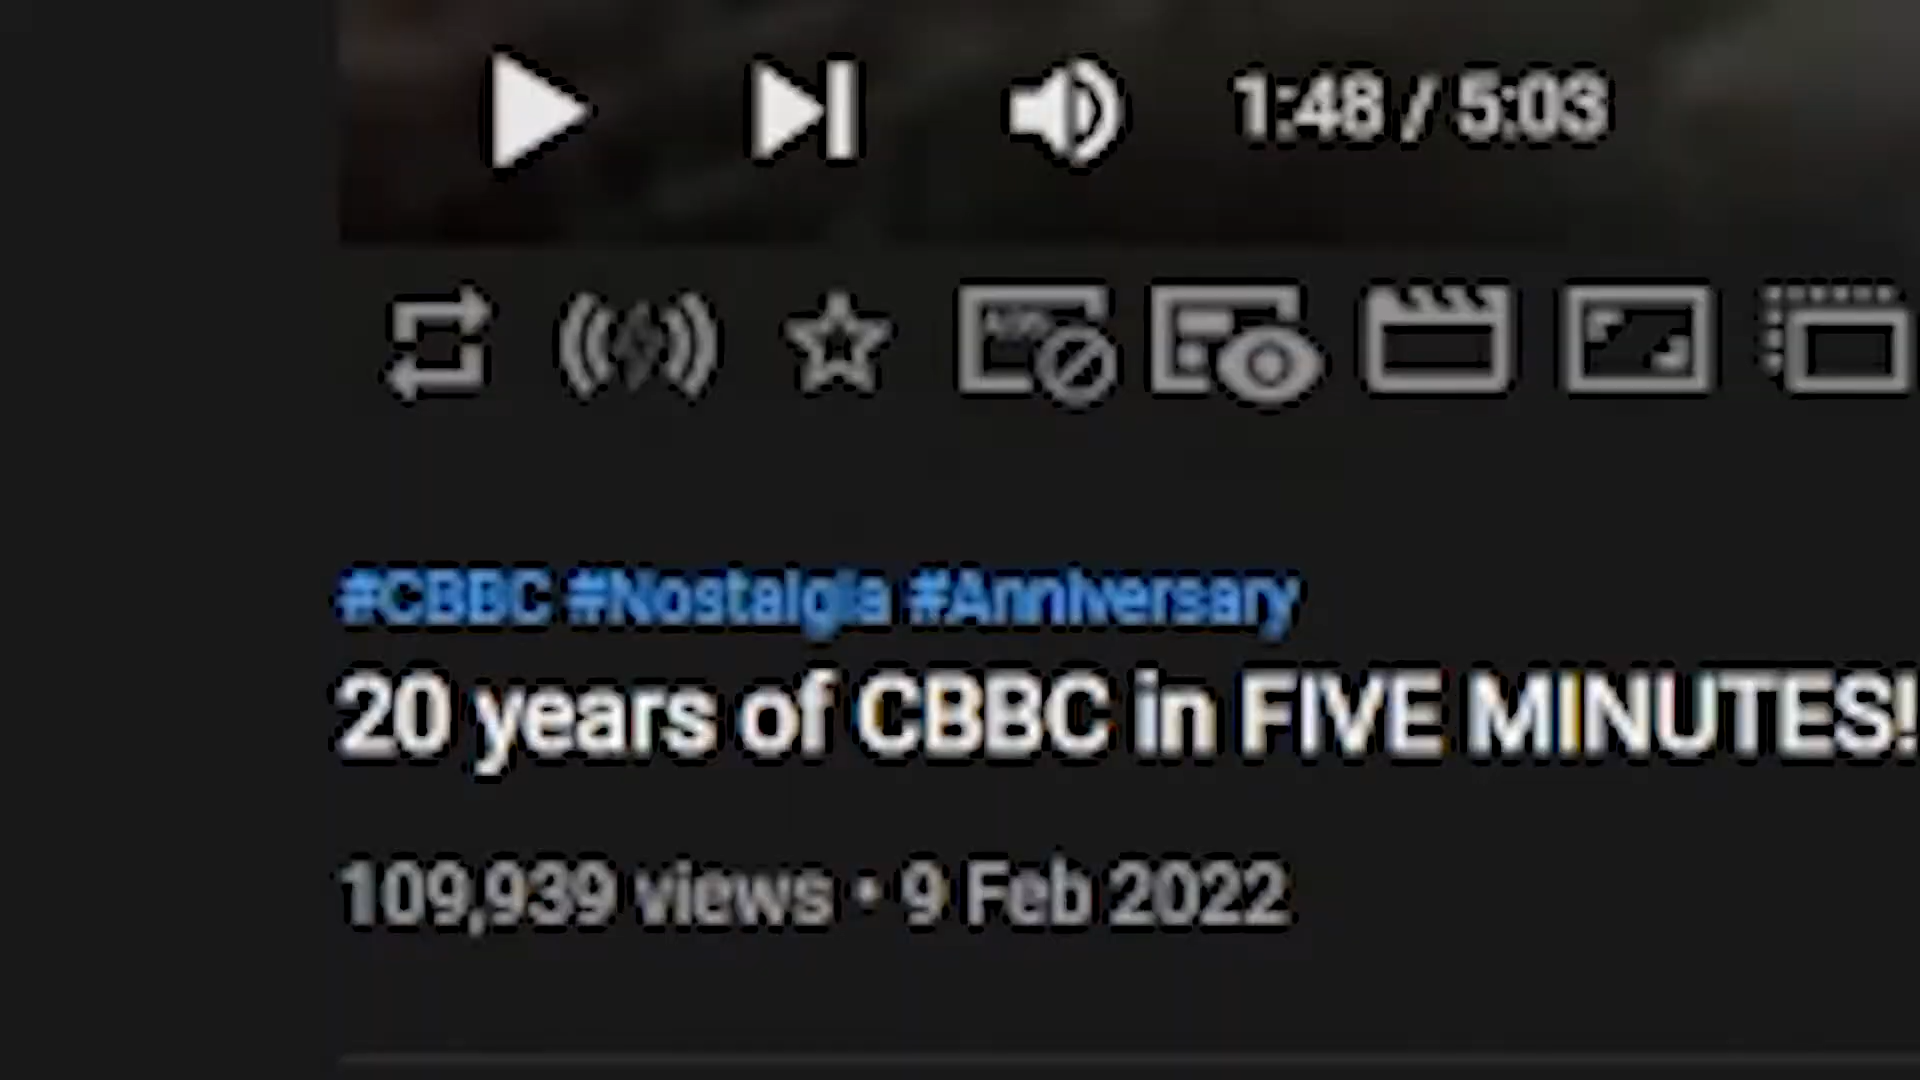 1:48 / 5:03
#CBBC #Nostalgia #Anniversary
20 years of CBBC in FIVE MINUTES!
109,939 views • 9 Feb 2022